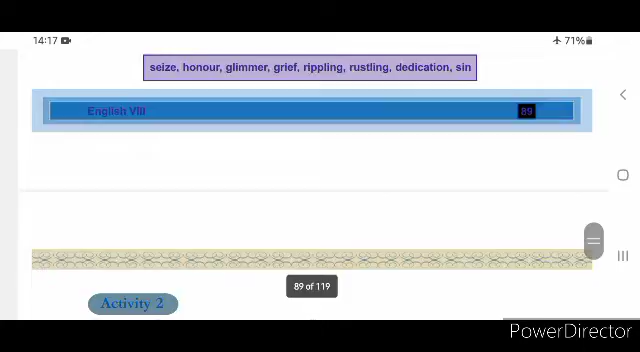 14:17 71%
seize, honour, glimmer, grief, rippling, rustling, dedication, sin
English VIII 89
89 of 119
Activity 2
PowerDirector